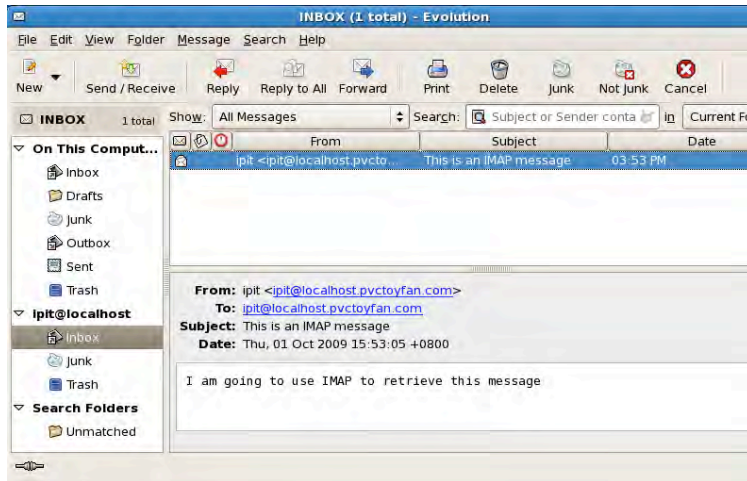 INBOX (1 total) - Evolution
File Edit View Folder Message Search Help
New Send / Receive Reply Reply to All Forward Print Delete Junk Not Junk Cancel
INBOX 1 total Show: All Messages Search: Subject or Sender conta in Current Fo
From Subject Date
ipit <ipit@localhost.pvcto... This is an IMAP message 03:53 PM
On This Comput...
Inbox
Drafts
Junk
Outbox
Sent
Trash
ipit@localhost
Inbox
Junk
Trash
Search Folders
Unmatched
From: ipit <ipit@localhost.pvctoyfan.com>
To: ipit@localhost.pvctoyfan.com
Subject: This is an IMAP message
Date: Thu, 01 Oct 2009 15:53:05 +0800
I am going to use IMAP to retrieve this message